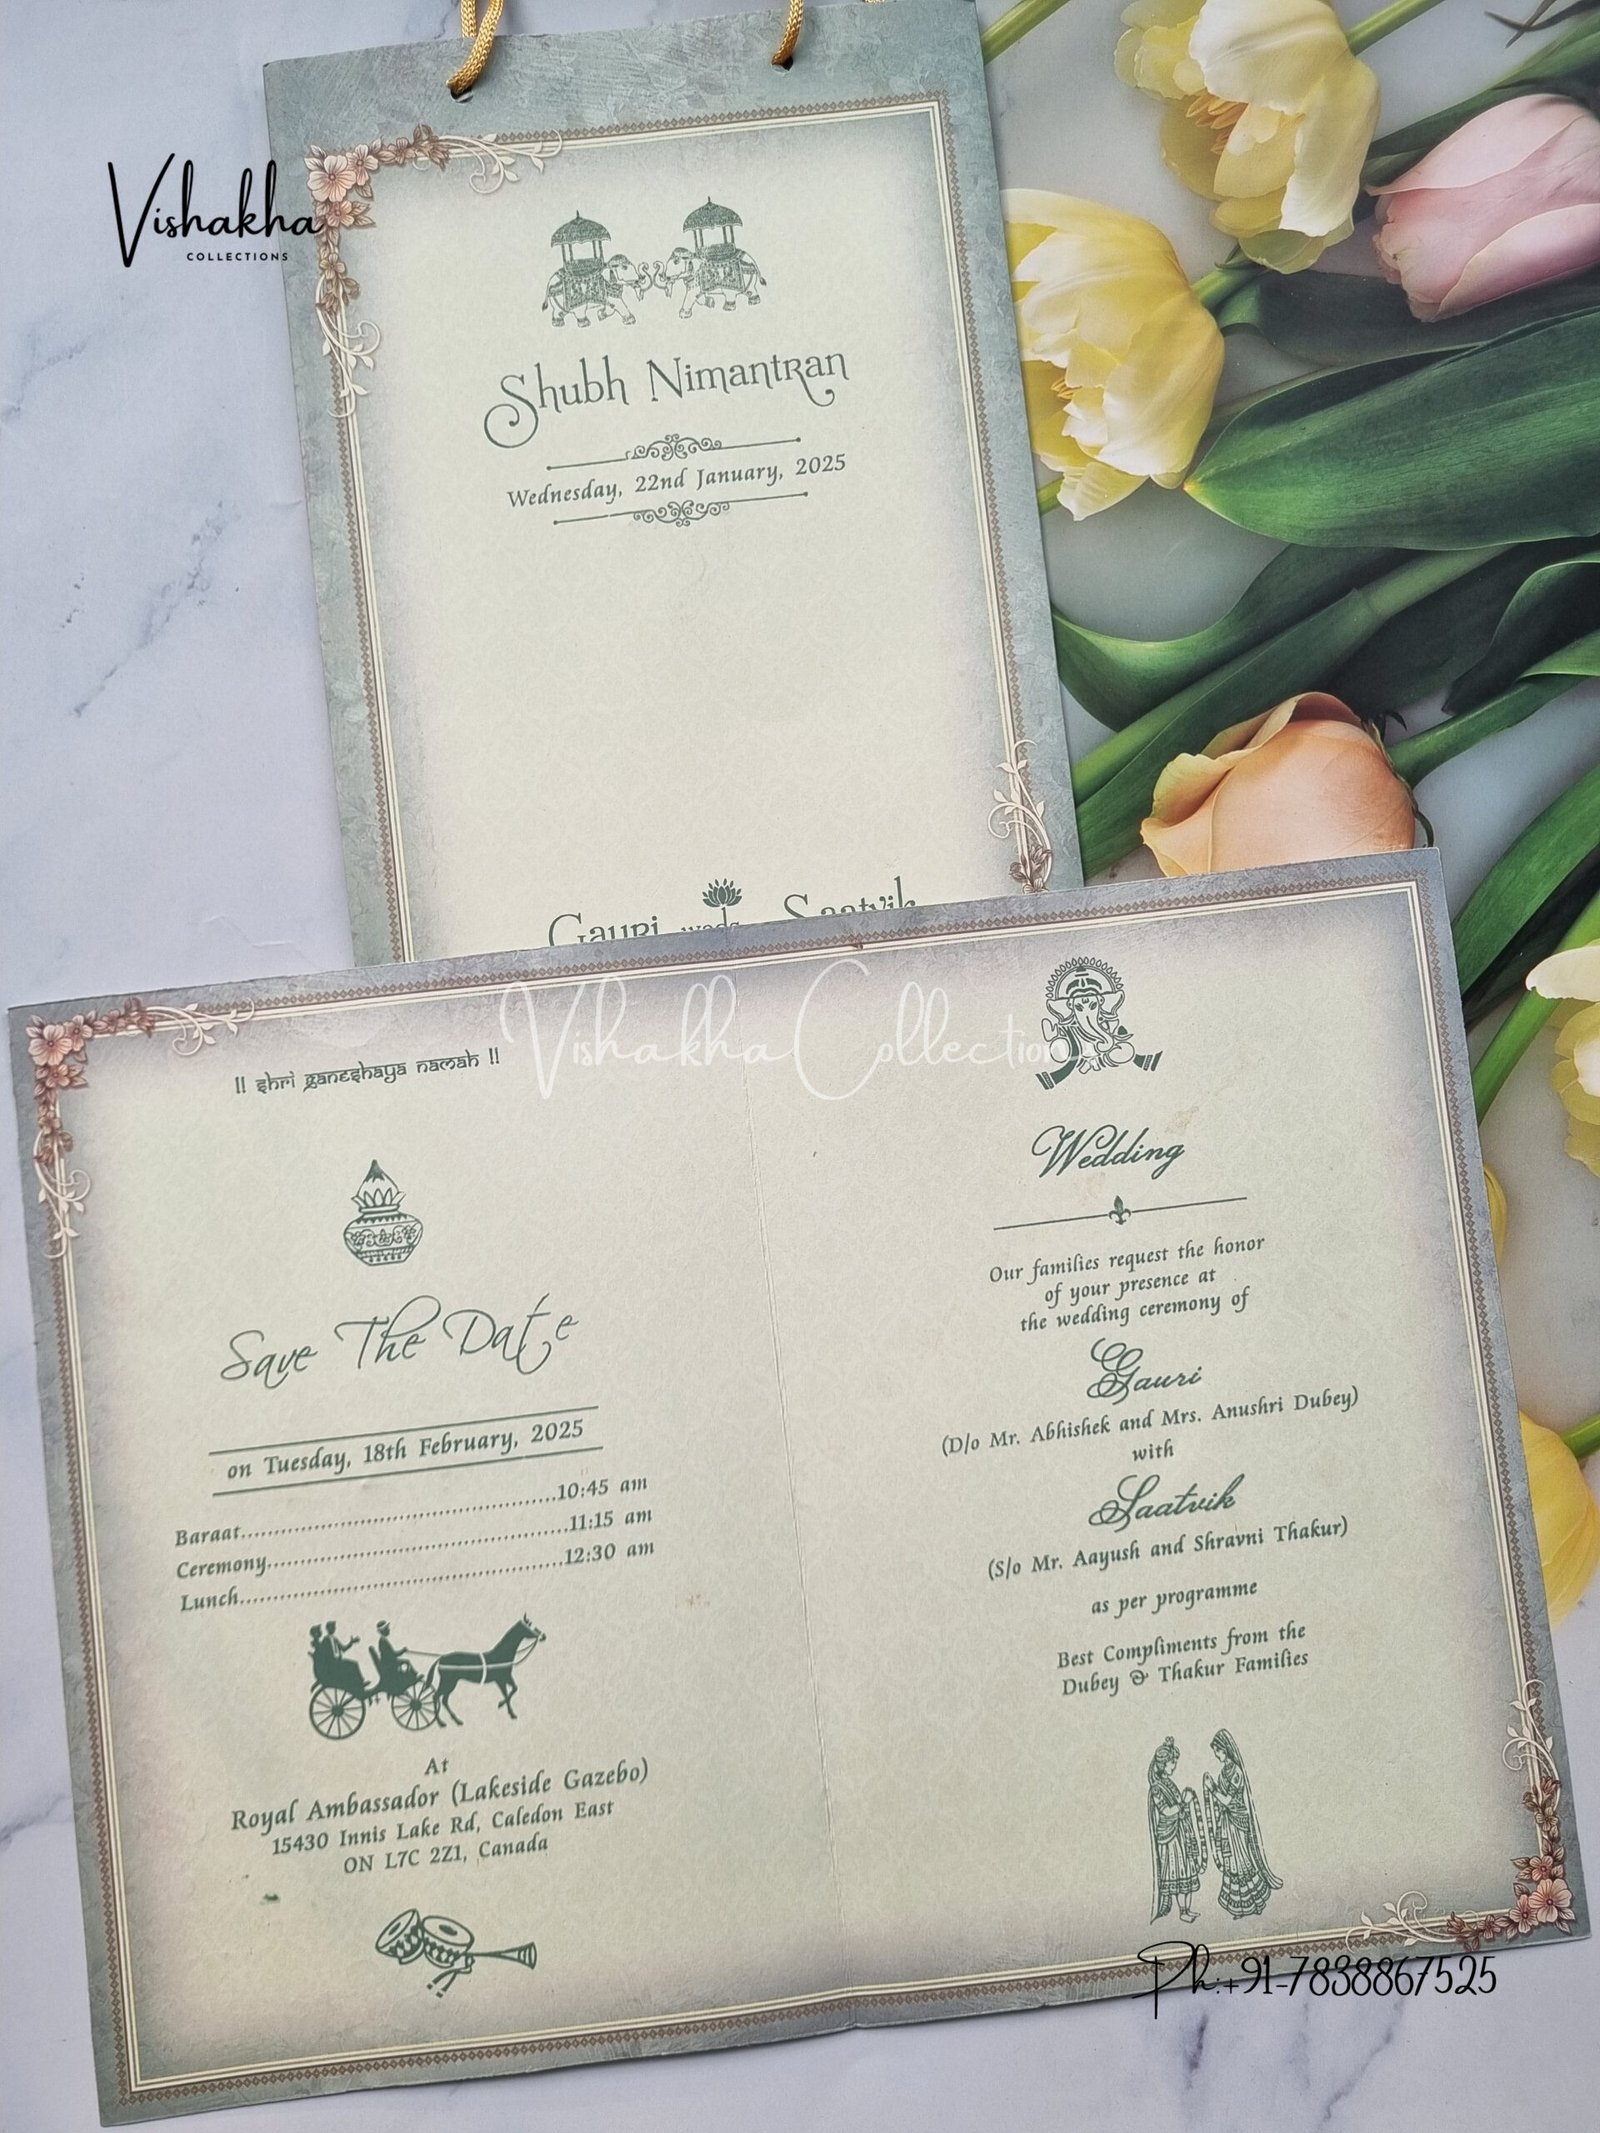 Vishakha
COLLECTIONS
Shubh Nimantran
Wednesday, 22nd January, 2025
Gauri weds Saatvik
Vishakha Collection
|| shri ganeshaya namah ||
Save The Date
on Tuesday, 18th February, 2025
Baraat..........................................................10:45 am
Ceremony......................................................11:15 am
Lunch..........................................................12:30 am
At
Royal Ambassador (Lakeside Gazebo)
15430 Innis Lake Rd, Caledon East
ON L7C 2Z1, Canada
Wedding
Our families request the honor
of your presence at
the wedding ceremony of
Gauri
(D/o Mr. Abhishek and Mrs. Anushri Dubey)
with
Saatvik
(S/o Mr. Aayush and Shravni Thakur)
as per programme
Best Compliments from the
Dubey & Thakur Families
Ph:+91-7838867525